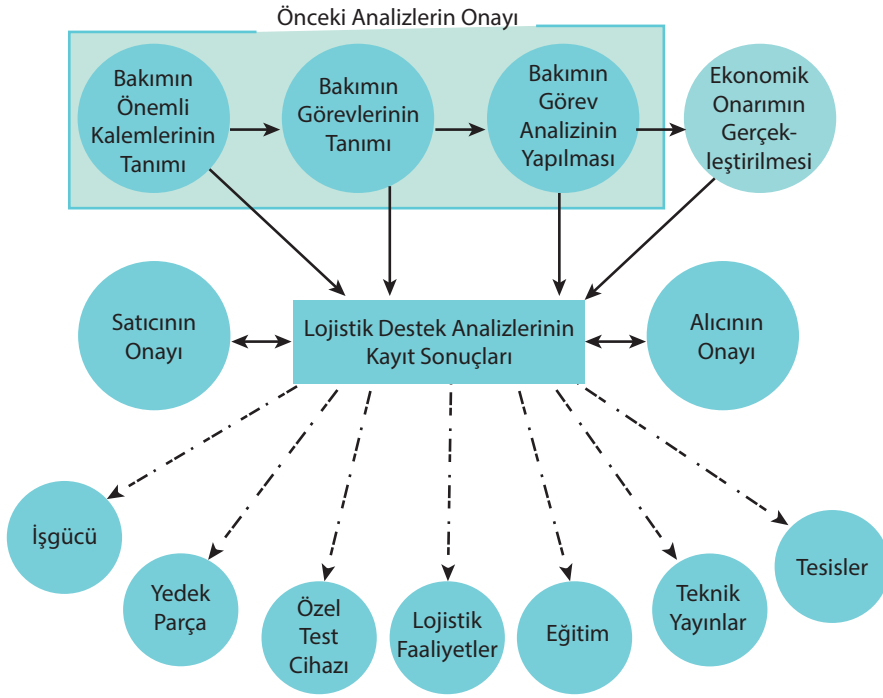 Önceki Analizlerin Onayı
Bakımın
Önemli
Kalemlerinin
Tanımı
Bakımın
Görevlerinin
Tanımı
Bakımın
Görev
Analizinin
Yapılması
Ekonomik
Onarımın
Gerçek-
leştirilmesi
Satıcının
Onayı
Lojistik Destek Analizlerinin
Kayıt Sonuçları
Alıcının
Onayı
İşgücü
Yedek
Parça
Özel
Test
Cihazı
Lojistik
Faaliyetler
Eğitim
Teknik
Yayınlar
Tesisler